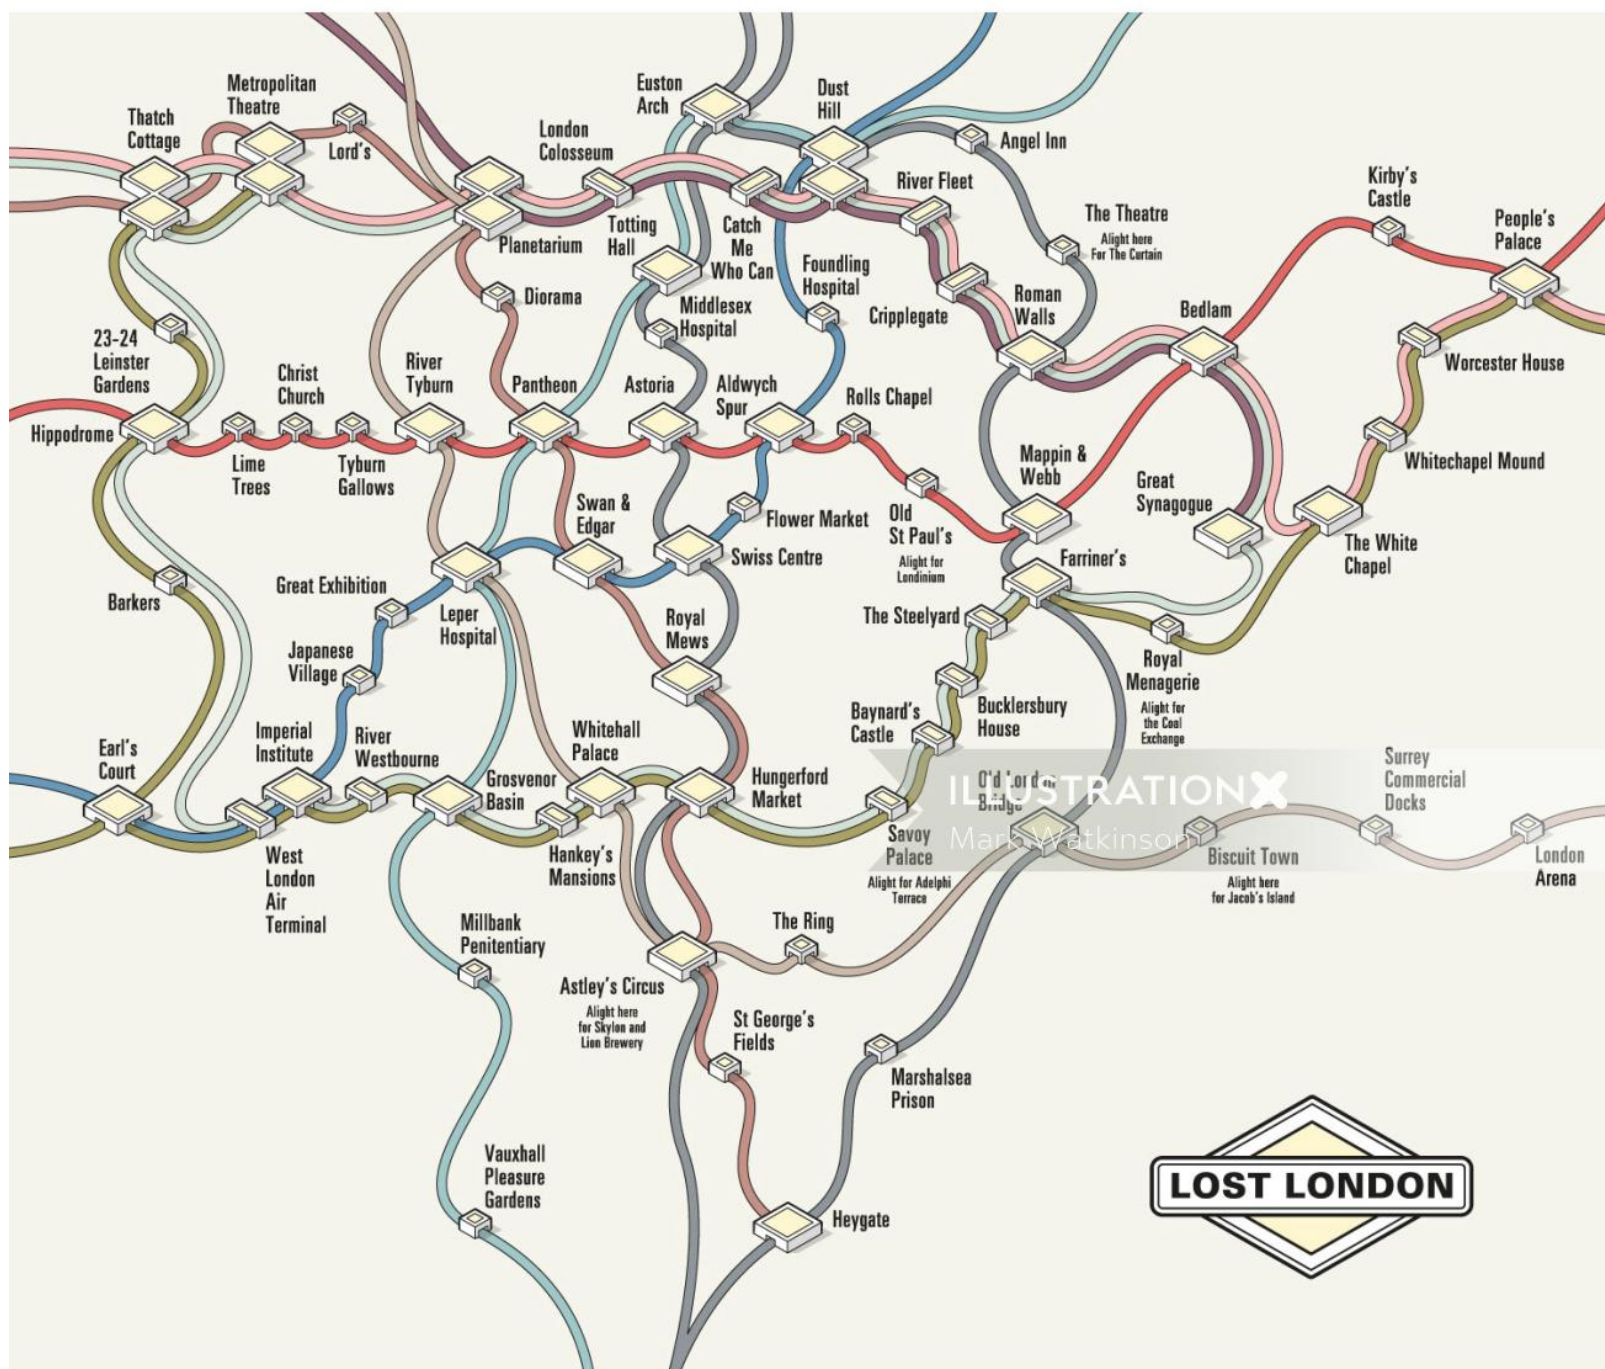 Metropolitan
Theatre
Thatch
Cottage
Lord's
London
Colosseum
Euston
Arch
Dust
Hill
Angel Inn
Planetarium
Totting
Hall
Catch
Me
Who Can
River Fleet
The Theatre
Alight here
For The Curtain
Kirby's
Castle
People's
Palace
Diorama
Middlesex
Hospital
Foundling
Hospital
Cripplegate
Roman
Walls
Bedlam
Worcester House
23-24
Leinster
Gardens
Hippodrome
Lime
Trees
Christ
Church
Tyburn
Gallows
River
Tyburn
Pantheon
Astoria
Aldwych
Spur
Rolls Chapel
Old
St Paul's
Alight for
Londinium
Mappin &
Webb
Great
Synagogue
Whitechapel Mound
The White
Chapel
Swan &
Edgar
Flower Market
Swiss Centre
Farriner's
Barkers
Great Exhibition
Leper
Hospital
Royal
Mews
The Steelyard
Royal
Menagerie
Alight for
the Coal
Exchange
Japanese
Village
Baynard's
Castle
Bucklersbury
House
Earl's
Court
Imperial
Institute
River
Westbourne
Grosvenor
Basin
Whitehall
Palace
Hungerford
Market
Old London
Bridge
Surrey
Commercial
Docks
ILLUSTRATIONX
Mark Watkinson
West
London
Air
Terminal
Hankey's
Mansions
Savoy
Palace
Alight for Adelphi
Terrace
Biscuit Town
Alight here
for Jacob's Island
London
Arena
Millbank
Penitentiary
The Ring
Astley's Circus
Alight here
for Skylon and
Lion Brewery
St George's
Fields
Marshalsea
Prison
Vauxhall
Pleasure
Gardens
Heygate
LOST LONDON